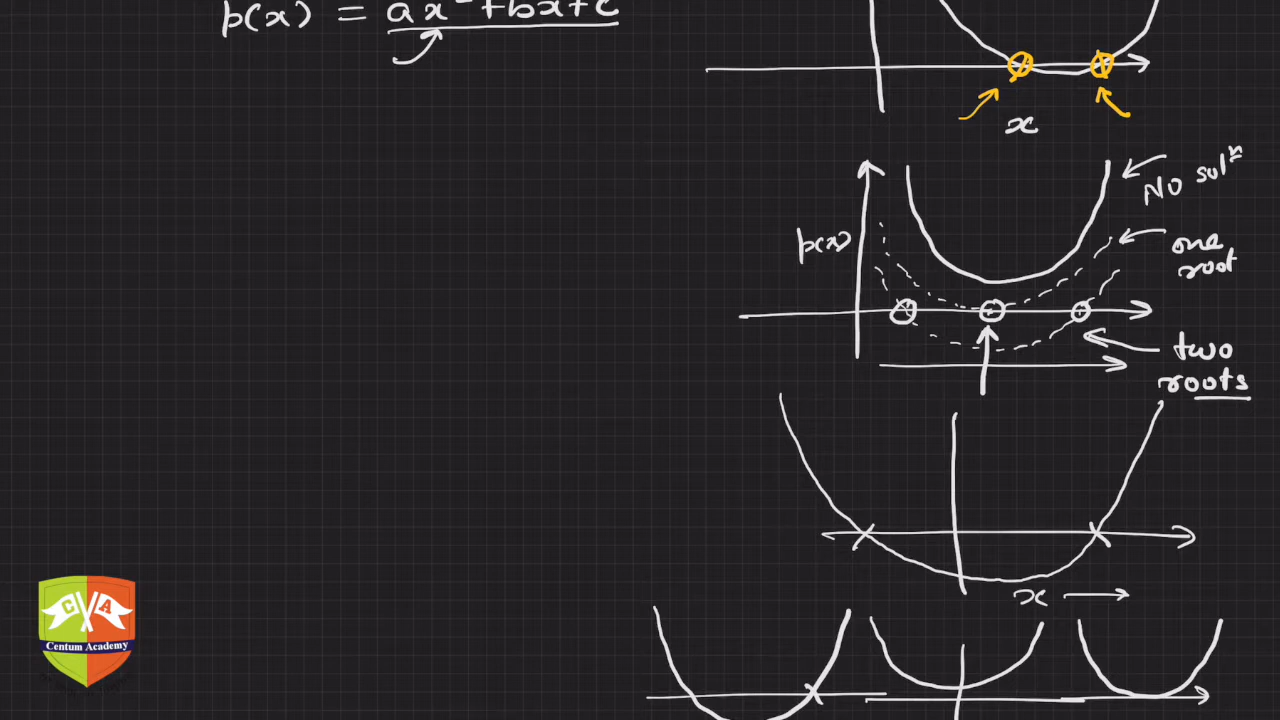 p(x) = ax²+bx+c
x
No solⁿ
p(x)
one
root
two
roots
x
C A
Centum Academy